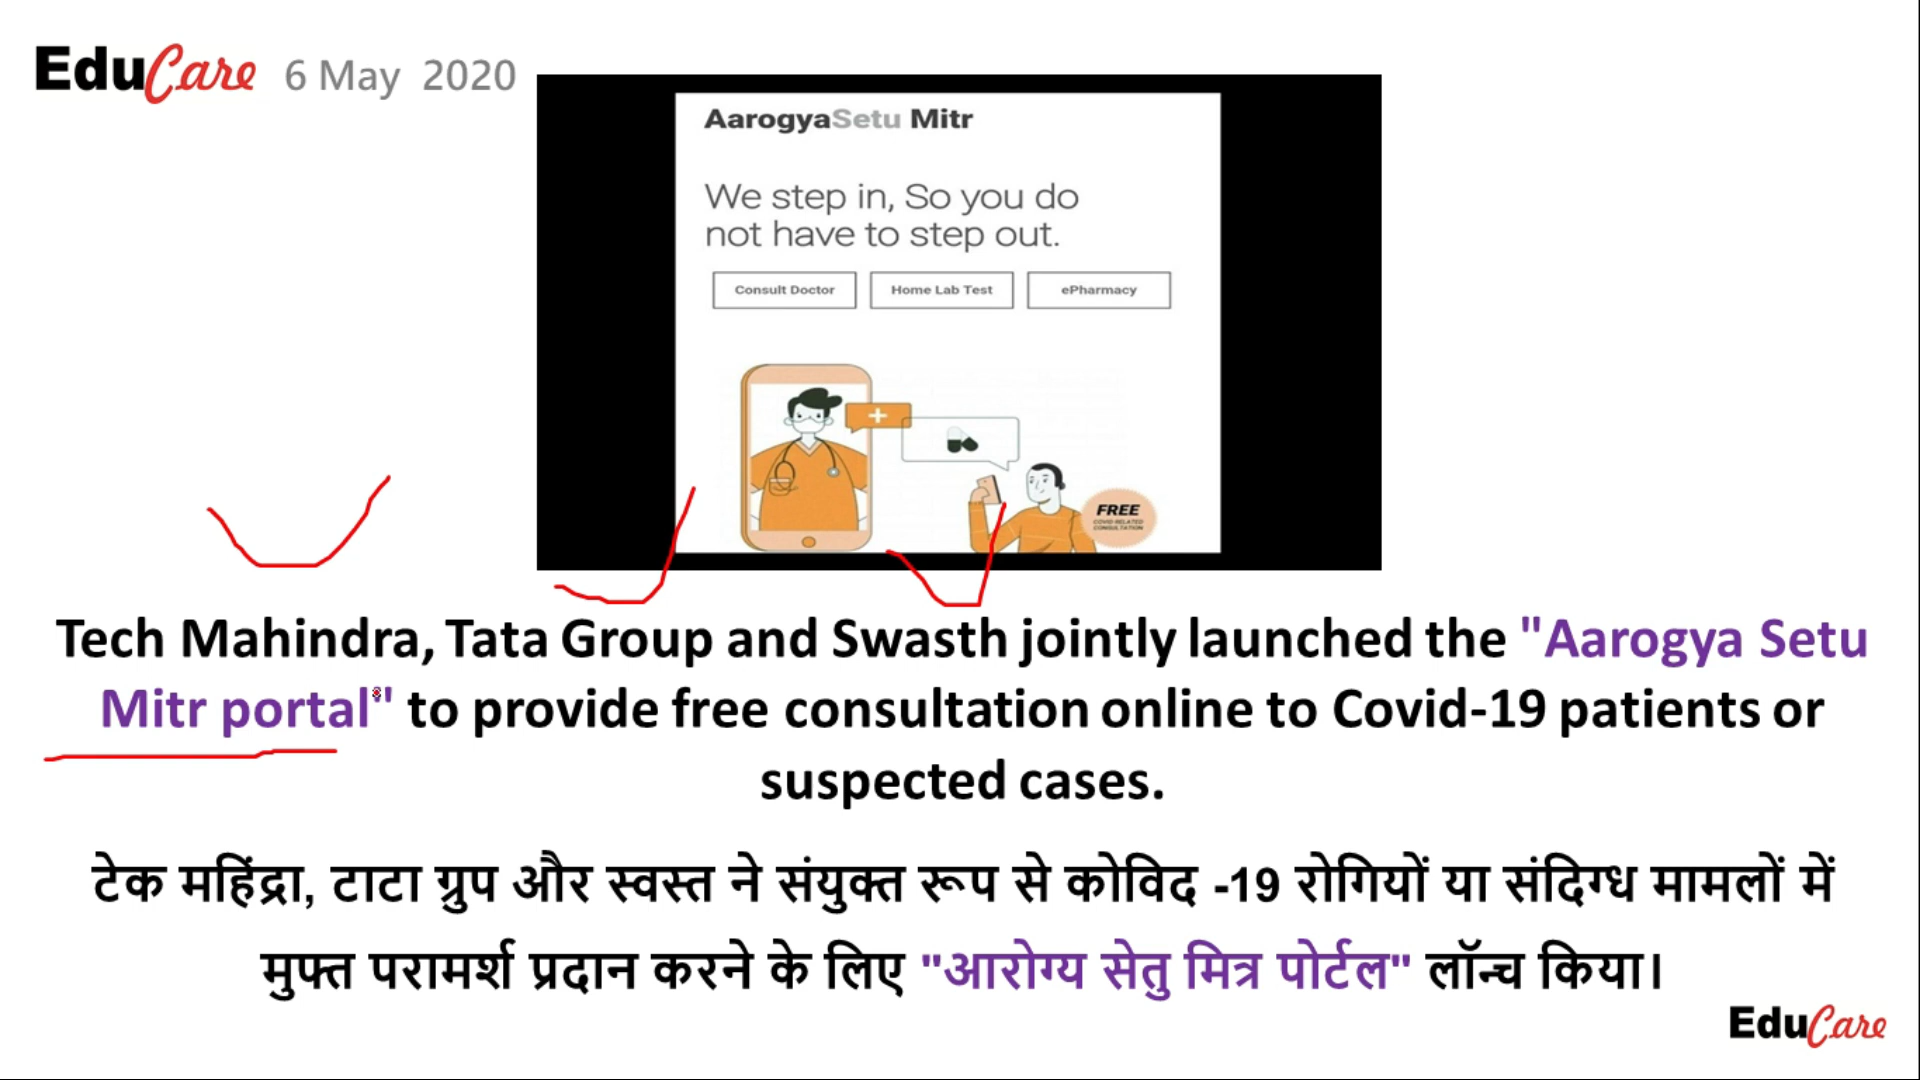 EduCare 6 May 2020
AarogyaSetu Mitr
We step in, So you do
not have to step out.
Consult Doctor Home Lab Test ePharmacy
FREE
COVID-RELATED
CONSULTATION
Tech Mahindra, Tata Group and Swasth jointly launched the "Aarogya Setu
Mitr portal" to provide free consultation online to Covid-19 patients or
suspected cases.
टेक महिंद्रा, टाटा ग्रुप और स्वस्त ने संयुक्त रूप से कोविद -19 रोगियों या संदिग्ध मामलों में
मुफ्त परामर्श प्रदान करने के लिए "आरोग्य सेतु मित्र पोर्टल" लॉन्च किया।
EduCare